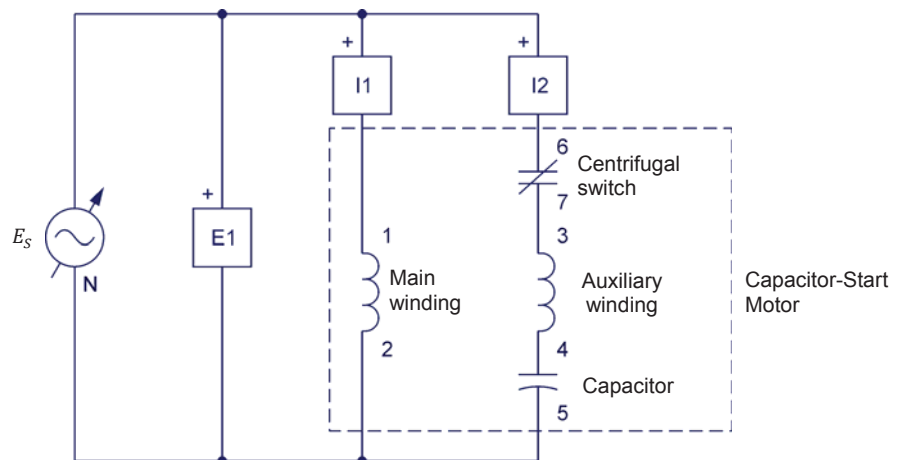 +
+
I1
I2
6
Centrifugal
switch
7
+
E_S
E1
N
1
3
Main
winding
Auxiliary
winding
Capacitor-Start
Motor
2
4
Capacitor
5